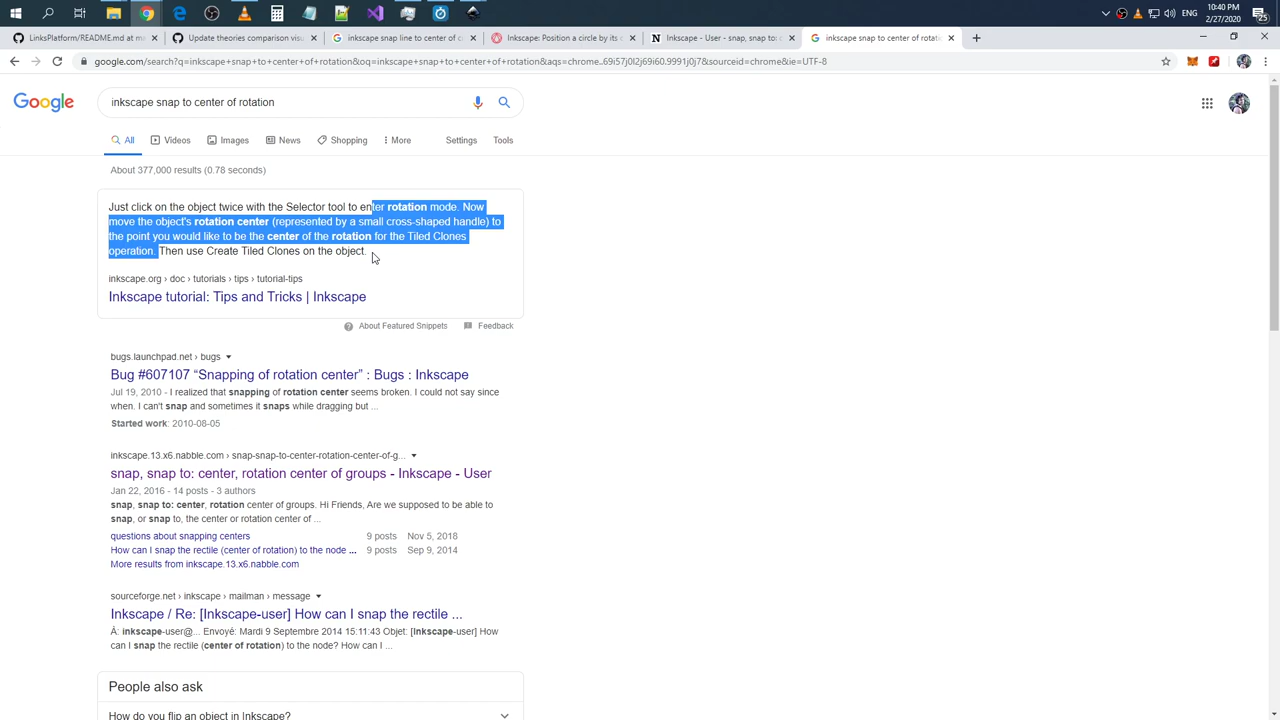 ENG
10:40 PM
2/27/2020
25
LinksPlatform/README.md at ma
Update theories comparison visu
inkscape snap line to center of ci
Inkscape: Position a circle by its c
Inkscape - User - snap, snap to: c
inkscape snap to center of rotatio
google.com/search?q=inkscape+snap+to+center+of+rotation&oq=inkscape+snap+to+center+of+rotation&aqs=chrome..69i57j0l2j69i60.9991j0j7&sourceid=chrome&ie=UTF-8
Google
inkscape snap to center of rotation
All
Videos
Images
News
Shopping
More
Settings
Tools
About 377,000 results (0.78 seconds)
Just click on the object twice with the Selector tool to enter rotation mode. Now
move the object's rotation center (represented by a small cross-shaped handle) to
the point you would like to be the center of the rotation for the Tiled Clones
operation. Then use Create Tiled Clones on the object.
inkscape.org › doc › tutorials › tips › tutorial-tips
Inkscape tutorial: Tips and Tricks | Inkscape
About Featured Snippets
Feedback
bugs.launchpad.net › bugs
Bug #607107 “Snapping of rotation center” : Bugs : Inkscape
Jul 19, 2010 - I realized that snapping of rotation center seems broken. I could not say since
when. I can't snap and sometimes it snaps while dragging but ...
Started work: 2010-08-05
inkscape.13.x6.nabble.com › snap-snap-to-center-rotation-center-of-g...
snap, snap to: center, rotation center of groups - Inkscape - User
Jan 22, 2016 - 14 posts - 3 authors
snap, snap to: center, rotation center of groups. Hi Friends, Are we supposed to be able to
snap, or snap to, the center or rotation center of ...
questions about snapping centers 9 posts Nov 5, 2018
How can I snap the rectile (center of rotation) to the node ... 9 posts Sep 9, 2014
More results from inkscape.13.x6.nabble.com
sourceforge.net › inkscape › mailman › message
Inkscape / Re: [Inkscape-user] How can I snap the rectile ...
À: inkscape-user@... Envoyé: Mardi 9 Septembre 2014 15:11:43 Objet: [Inkscape-user] How
can I snap the rectile (center of rotation) to the node? How can I ...
People also ask
How do you flip an object in Inkscape?